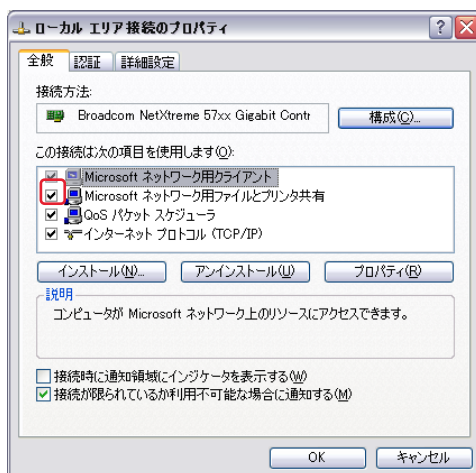 ローカル エリア接続のプロパティ
全般 認証 詳細設定
接続方法:
Broadcom NetXtreme 57xx Gigabit Contr 構成(C)...
この接続は次の項目を使用します(O):
Microsoft ネットワーク用クライアント
Microsoft ネットワーク用ファイルとプリンタ共有
QoS パケット スケジューラ
インターネット プロトコル (TCP/IP)
インストール(N)... アンインストール(U) プロパティ(R)
説明
コンピュータが Microsoft ネットワーク上のリソースにアクセスできます。
接続時に通知領域にインジケータを表示する(W)
接続が限られているか利用不可能な場合に通知する(M)
OK キャンセル